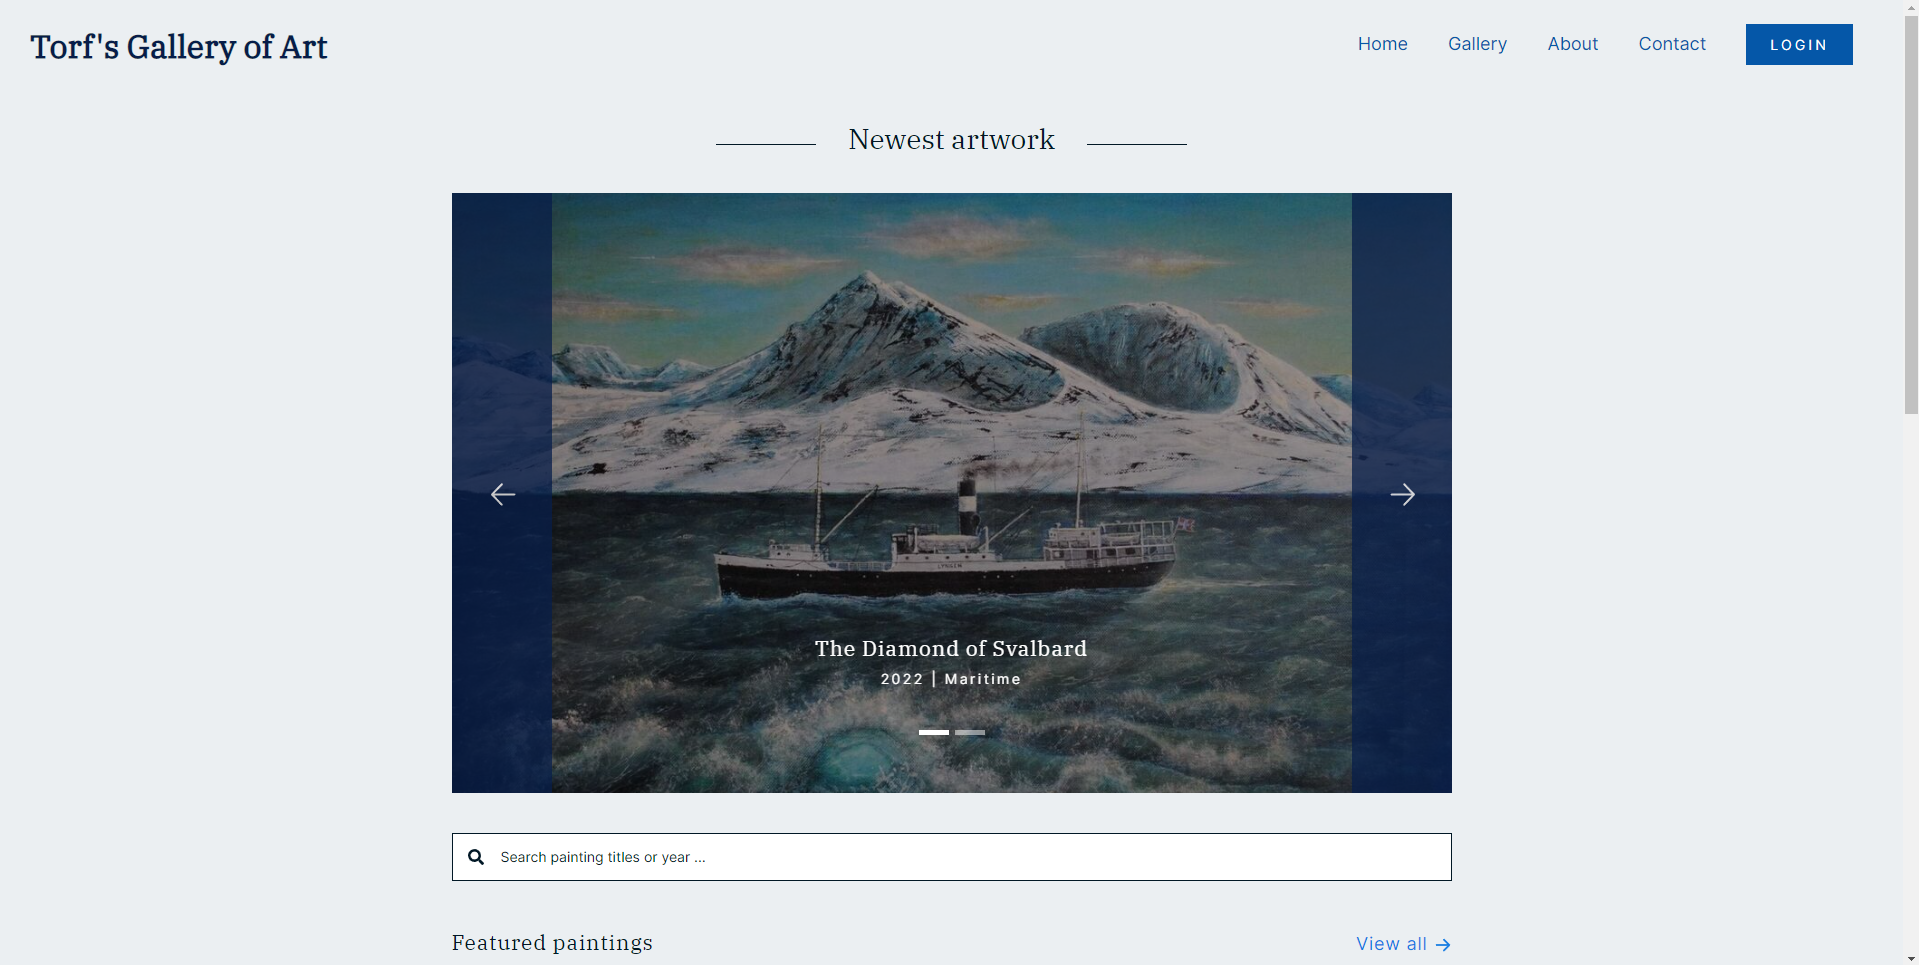 Torf's Gallery of Art
Home Gallery About Contact LOGIN
Newest artwork
LYNGEN
The Diamond of Svalbard
2022 | Maritime
Search painting titles or year ...
Featured paintings
View all